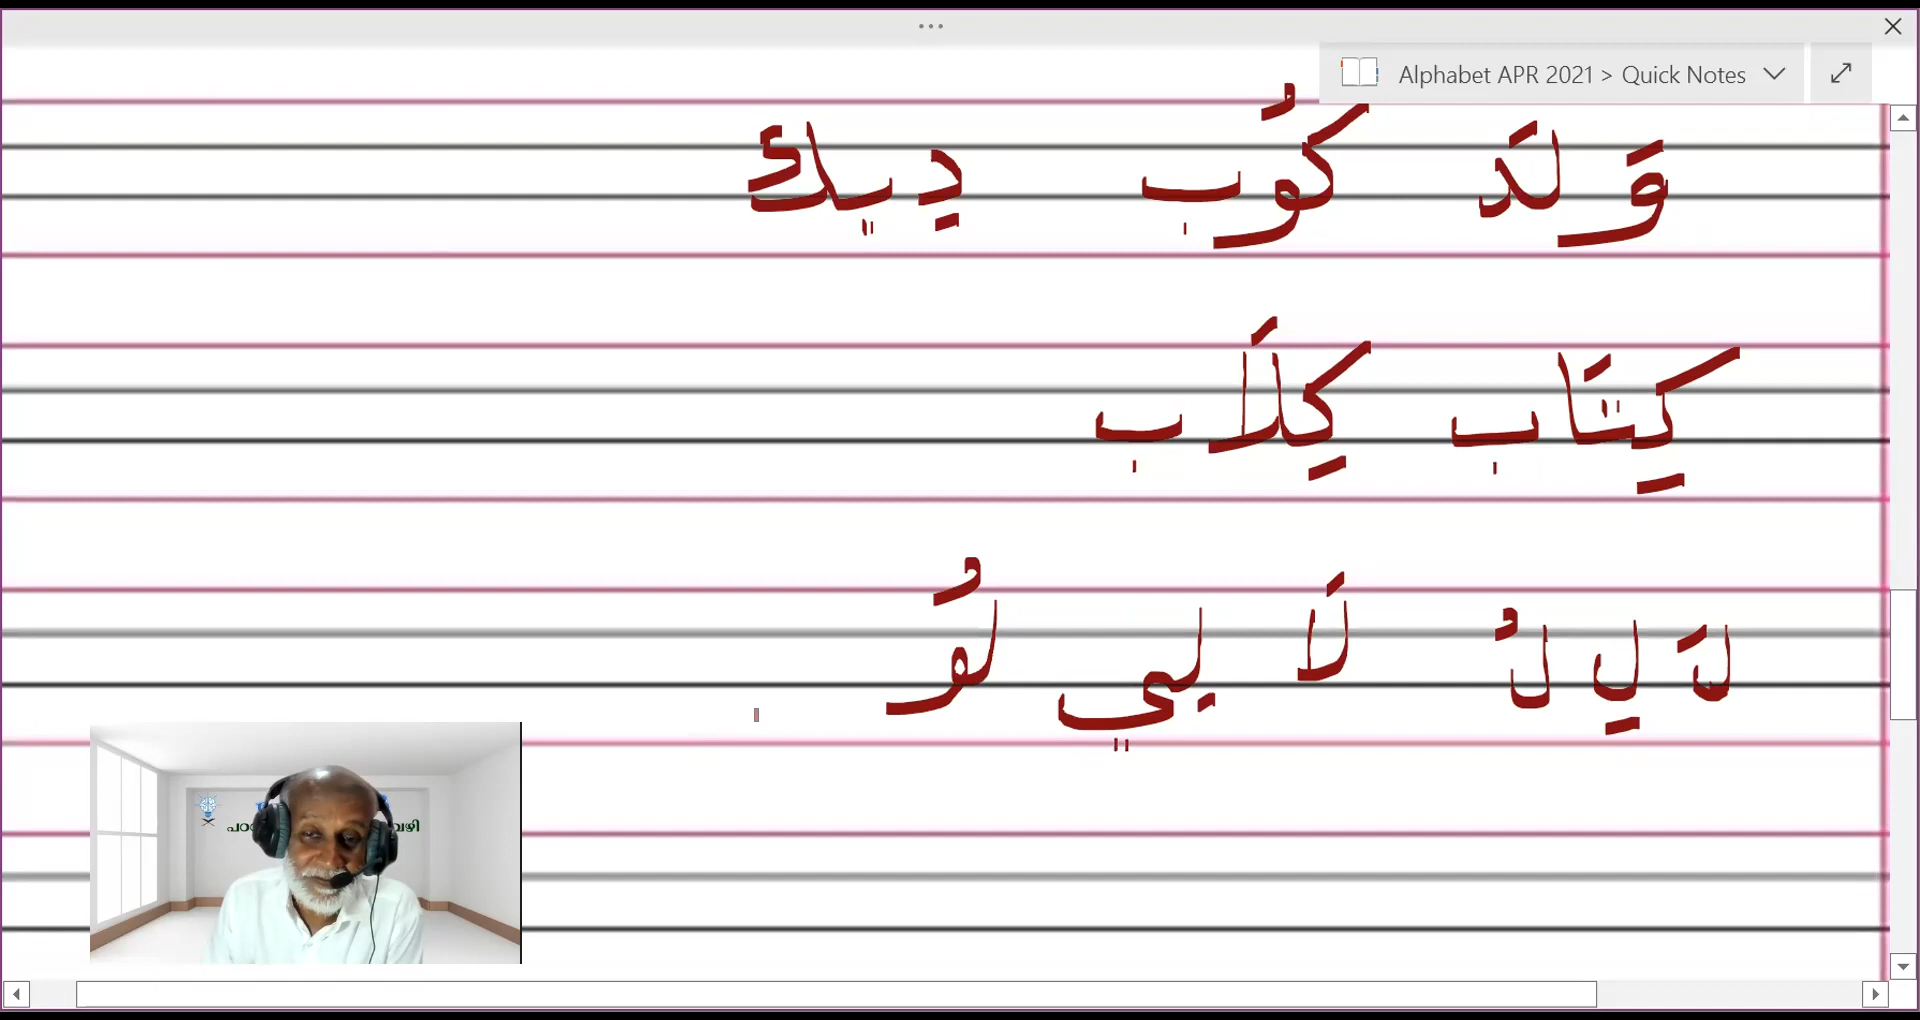 Alphabet APR 2021 > Quick Notes
وَلَد كُوب دِيك
كِتَاب كِلَاب
لَ لِ لُ لَا لِي لُو